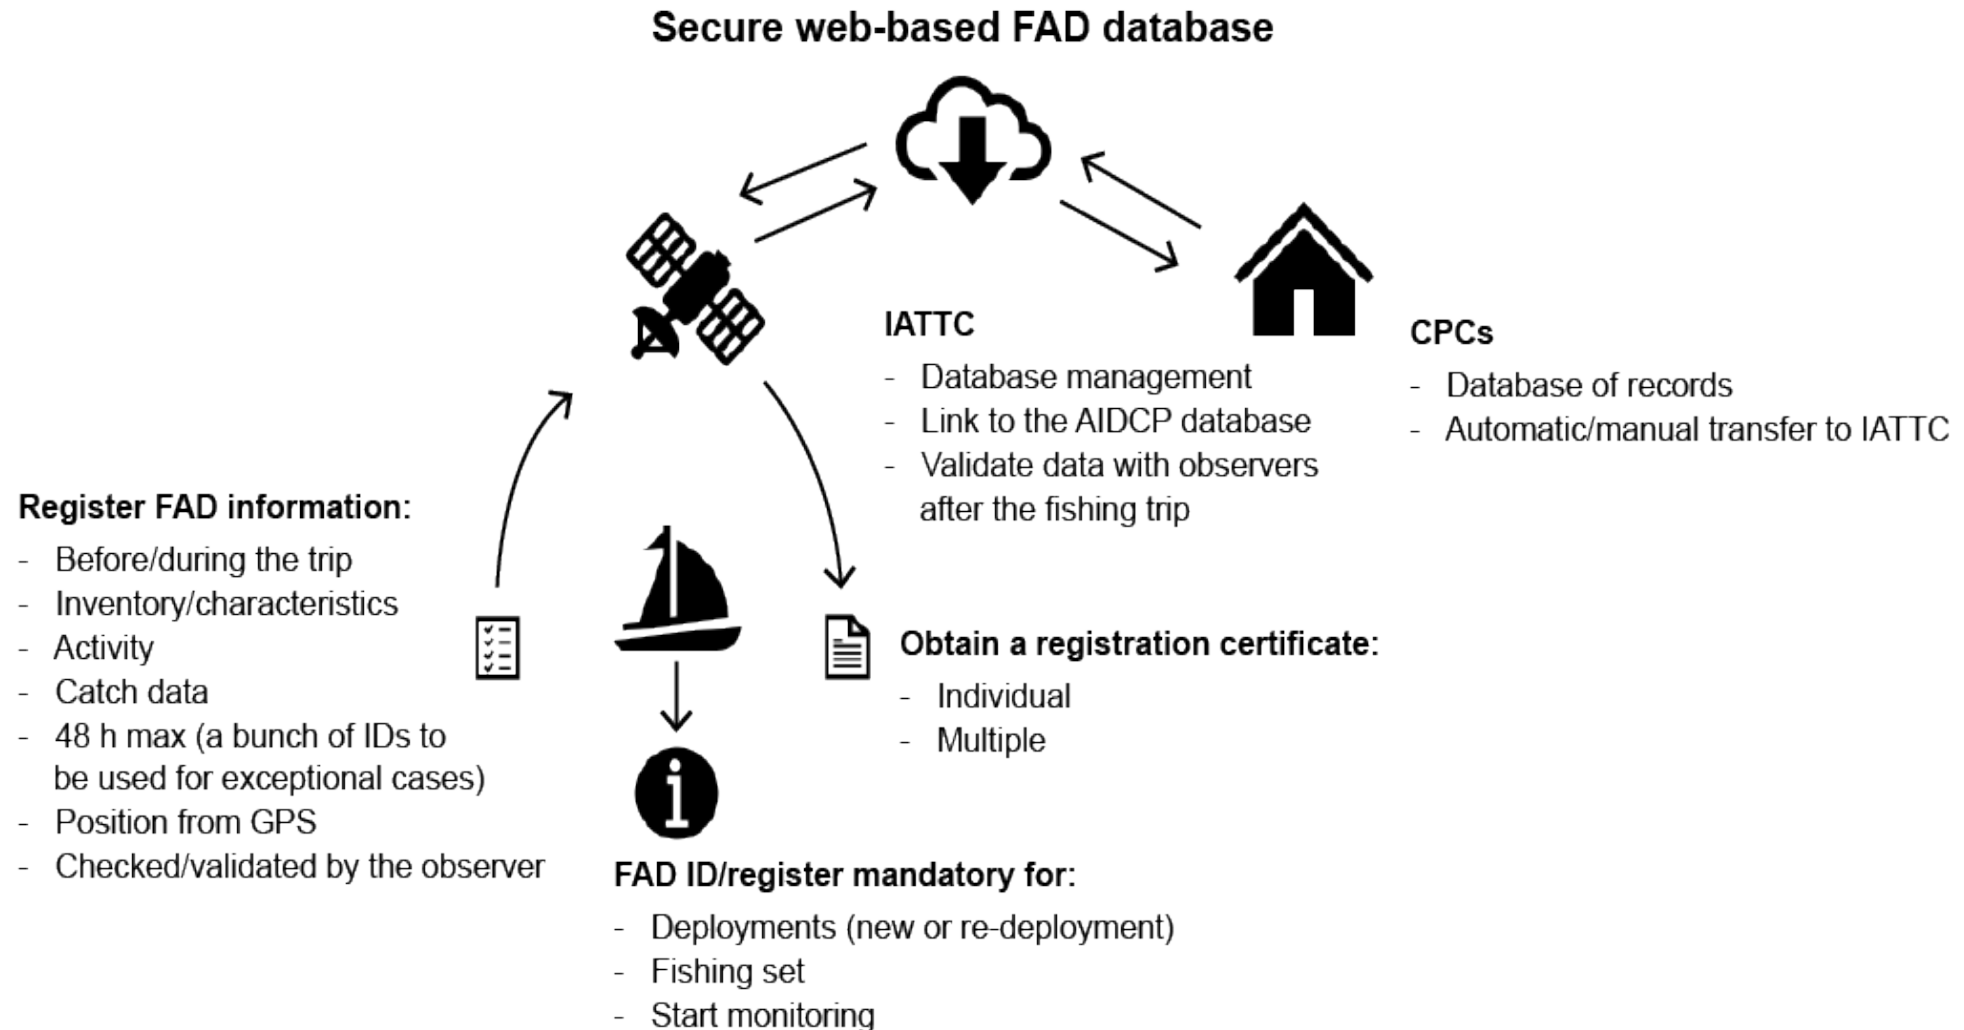 Secure web-based FAD database
IATTC
- Database management
- Link to the AIDCP database
- Validate data with observers
after the fishing trip
CPCs
- Database of records
- Automatic/manual transfer to IATTC
Register FAD information:
- Before/during the trip
- Inventory/characteristics
- Activity
- Catch data
- 48 h max (a bunch of IDs to
be used for exceptional cases)
- Position from GPS
- Checked/validated by the observer
Obtain a registration certificate:
- Individual
- Multiple
FAD ID/register mandatory for:
- Deployments (new or re-deployment)
- Fishing set
- Start monitoring